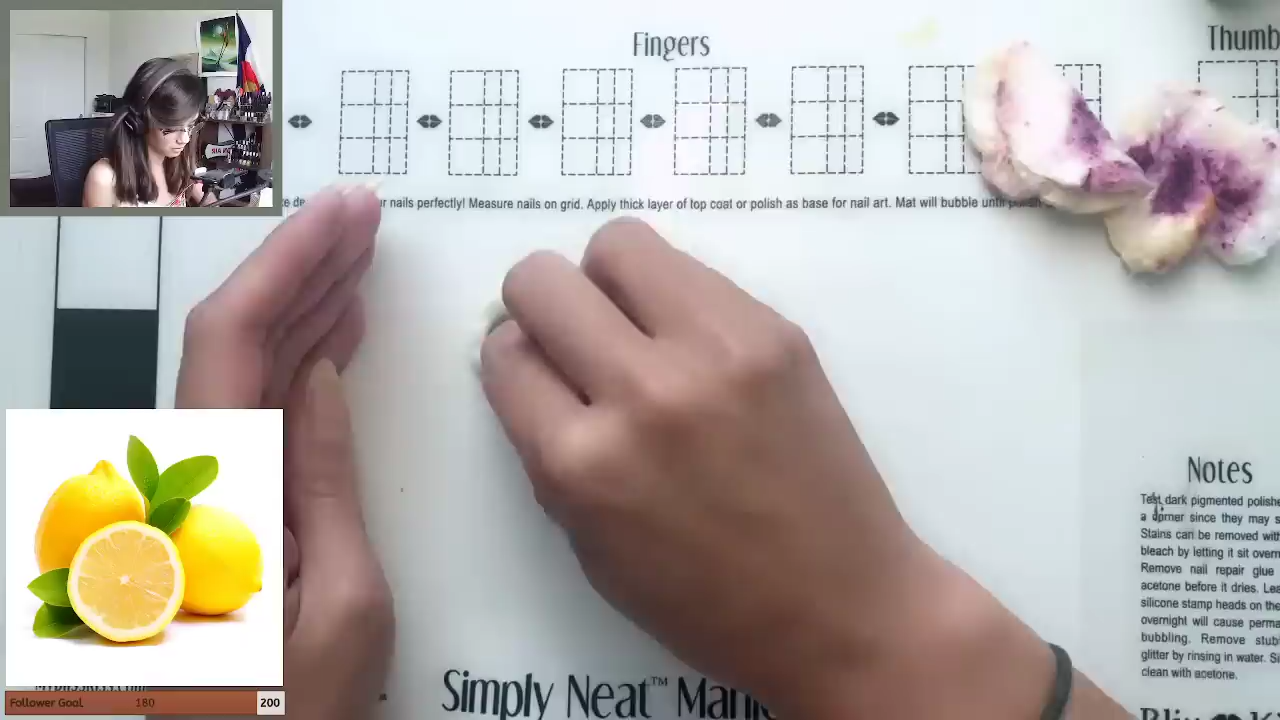 Fingers
Thumb
nails perfectly! Measure nails on grid. Apply thick layer of top coat or polish as base for nail art. Mat will bubble until
Notes
Test dark pigmented polishe
a corner since they may s
Stains can be removed with
bleach by letting it sit overn
Remove nail repair glue
acetone before it dries. Lea
silicone stamp heads on the
overnight will cause perma
bubbling. Remove stub
glitter by rinsing in water. Si
clean with acetone.
Simply Neat™ Mani
Follower Goal 180 200